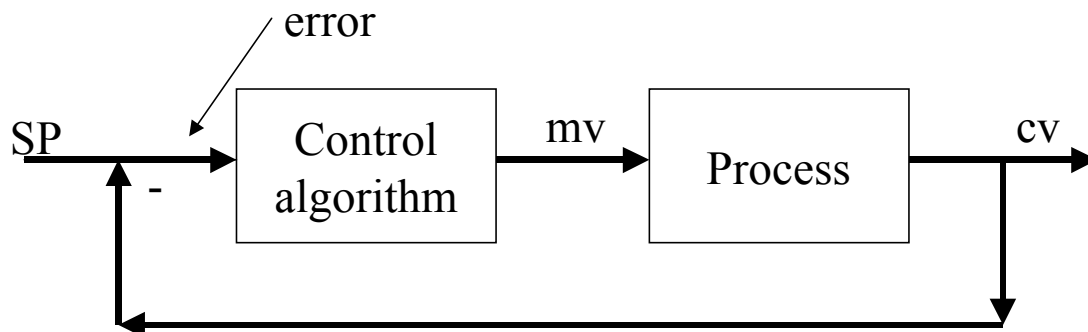 error
SP
-
Control
algorithm
mv
Process
cv